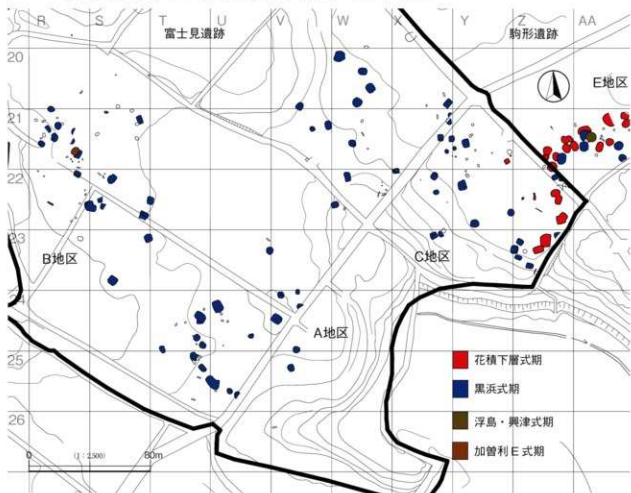 R S T U V W X Y Z AA
富士見遺跡
駒形遺跡
20
E地区
21
22
23
B地区
C地区
24
A地区
25
花積下層式期
黒浜式期
26
浮島・興津式期
加曽利E式期
0 (1:2,500) 80m